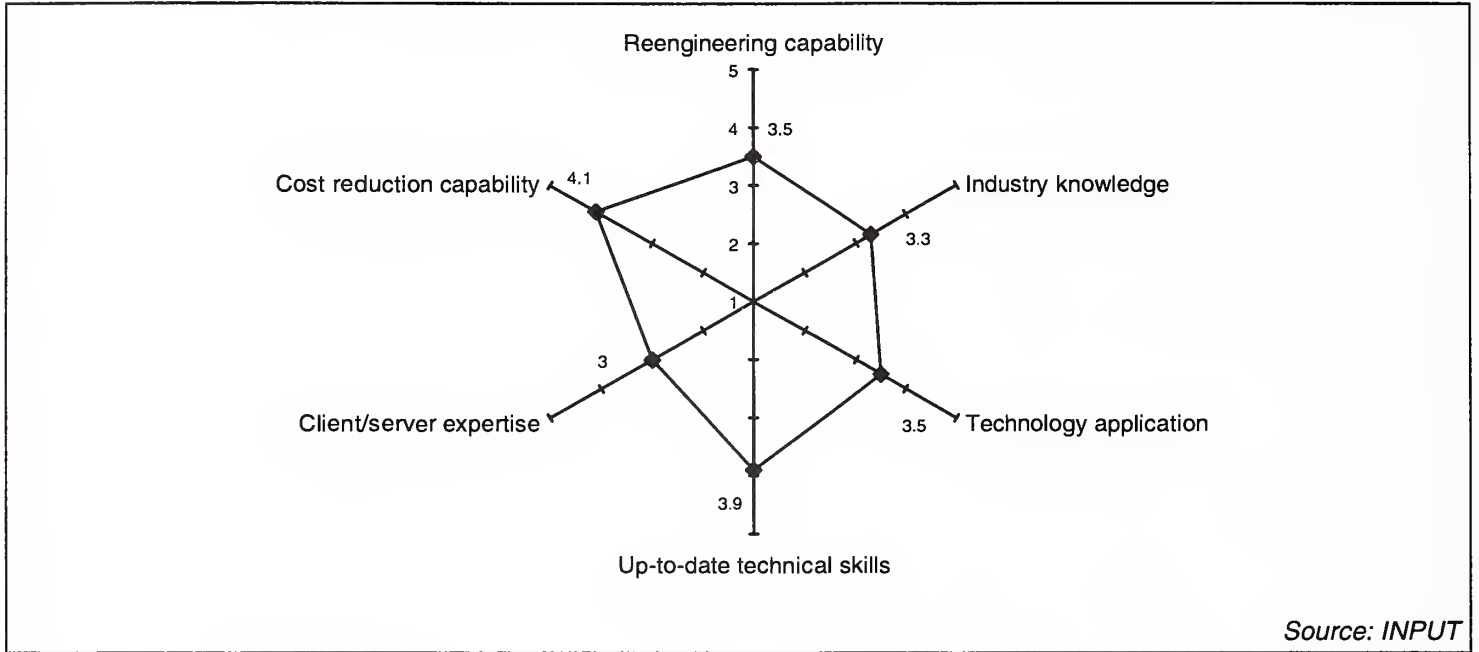 Reengineering capability
5
4 3.5
Cost reduction capability 4.1
3
Industry knowledge
2
3.3
1
3
Client/server expertise
3.5 Technology application
3.9
Up-to-date technical skills
Source: INPUT